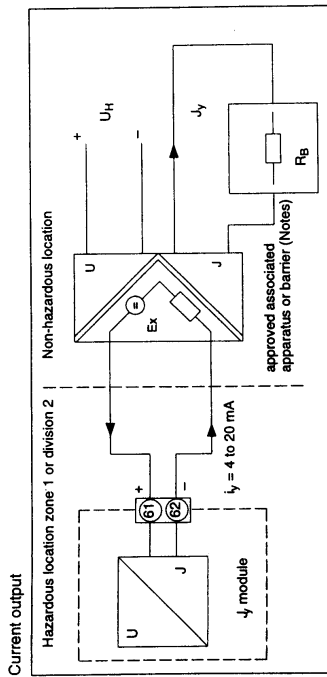 Current output
Hazardous location zone 1 or division 2
Non-hazardous location
U
J
Jy module
61
62
+
−
iy = 4 to 20 mA
=
Ex
U
J
+
−
UH
Jy
RB
approved associated
apparatus or barrier (Notes)